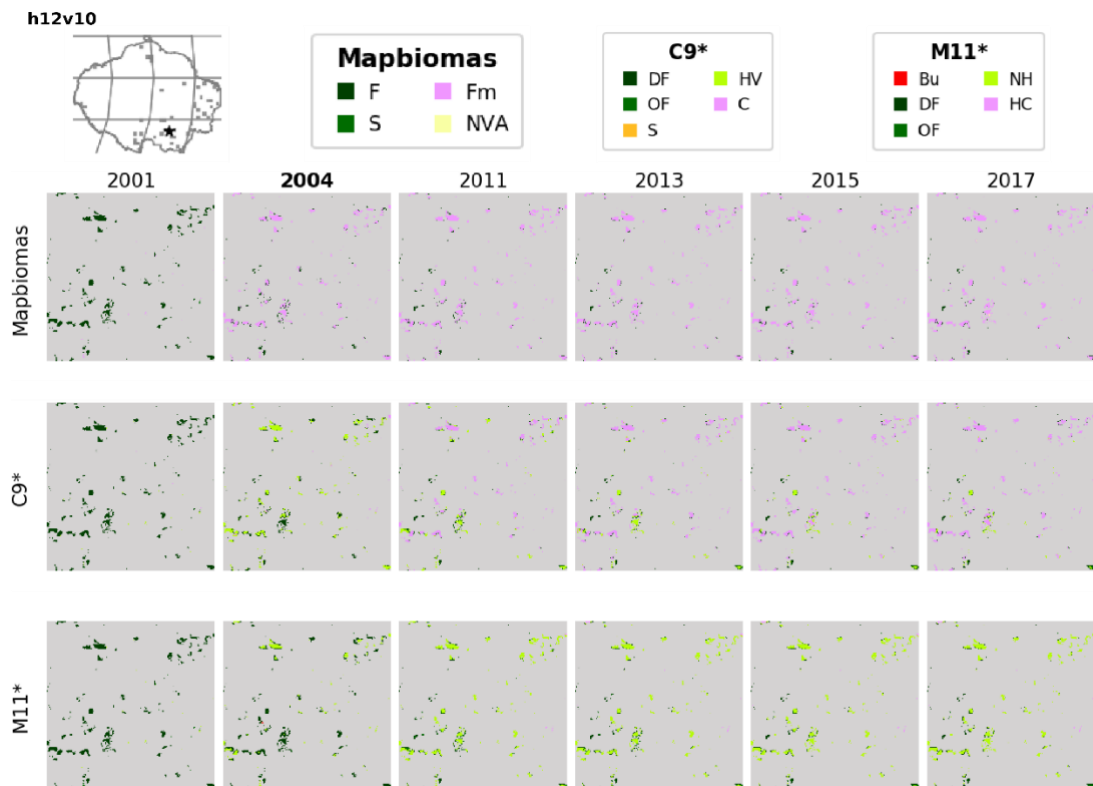 h12v10
Mapbiomas
F Fm
S NVA
C9*
DF HV
OF C
S
M11*
Bu NH
DF HC
OF
2001 2004 2011 2013 2015 2017
Mapbiomas
C9*
M11*